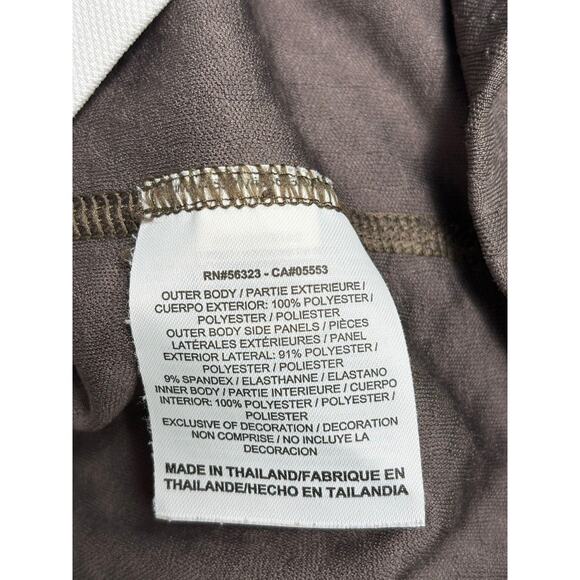 RN#56323 - CA#05553
OUTER BODY / PARTIE EXTERIEURE /
CUERPO EXTERIOR: 100% POLYESTER /
POLYESTER / POLIESTER
OUTER BODY SIDE PANELS / PIÈCES
LATÉRALES EXTÉRIEURES / PANEL
EXTERIOR LATERAL: 91% POLYESTER /
POLYESTER / POLIESTER
9% SPANDEX / ELASTHANNE / ELASTANO
INNER BODY / PARTIE INTERIEURE / CUERPO
INTERIOR: 100% POLYESTER / POLYESTER /
POLIESTER
EXCLUSIVE OF DECORATION / DECORATION
NON COMPRISE / NO INCLUYE LA
DECORACION
MADE IN THAILAND/FABRIQUE EN
THAILANDE/HECHO EN TAILANDIA